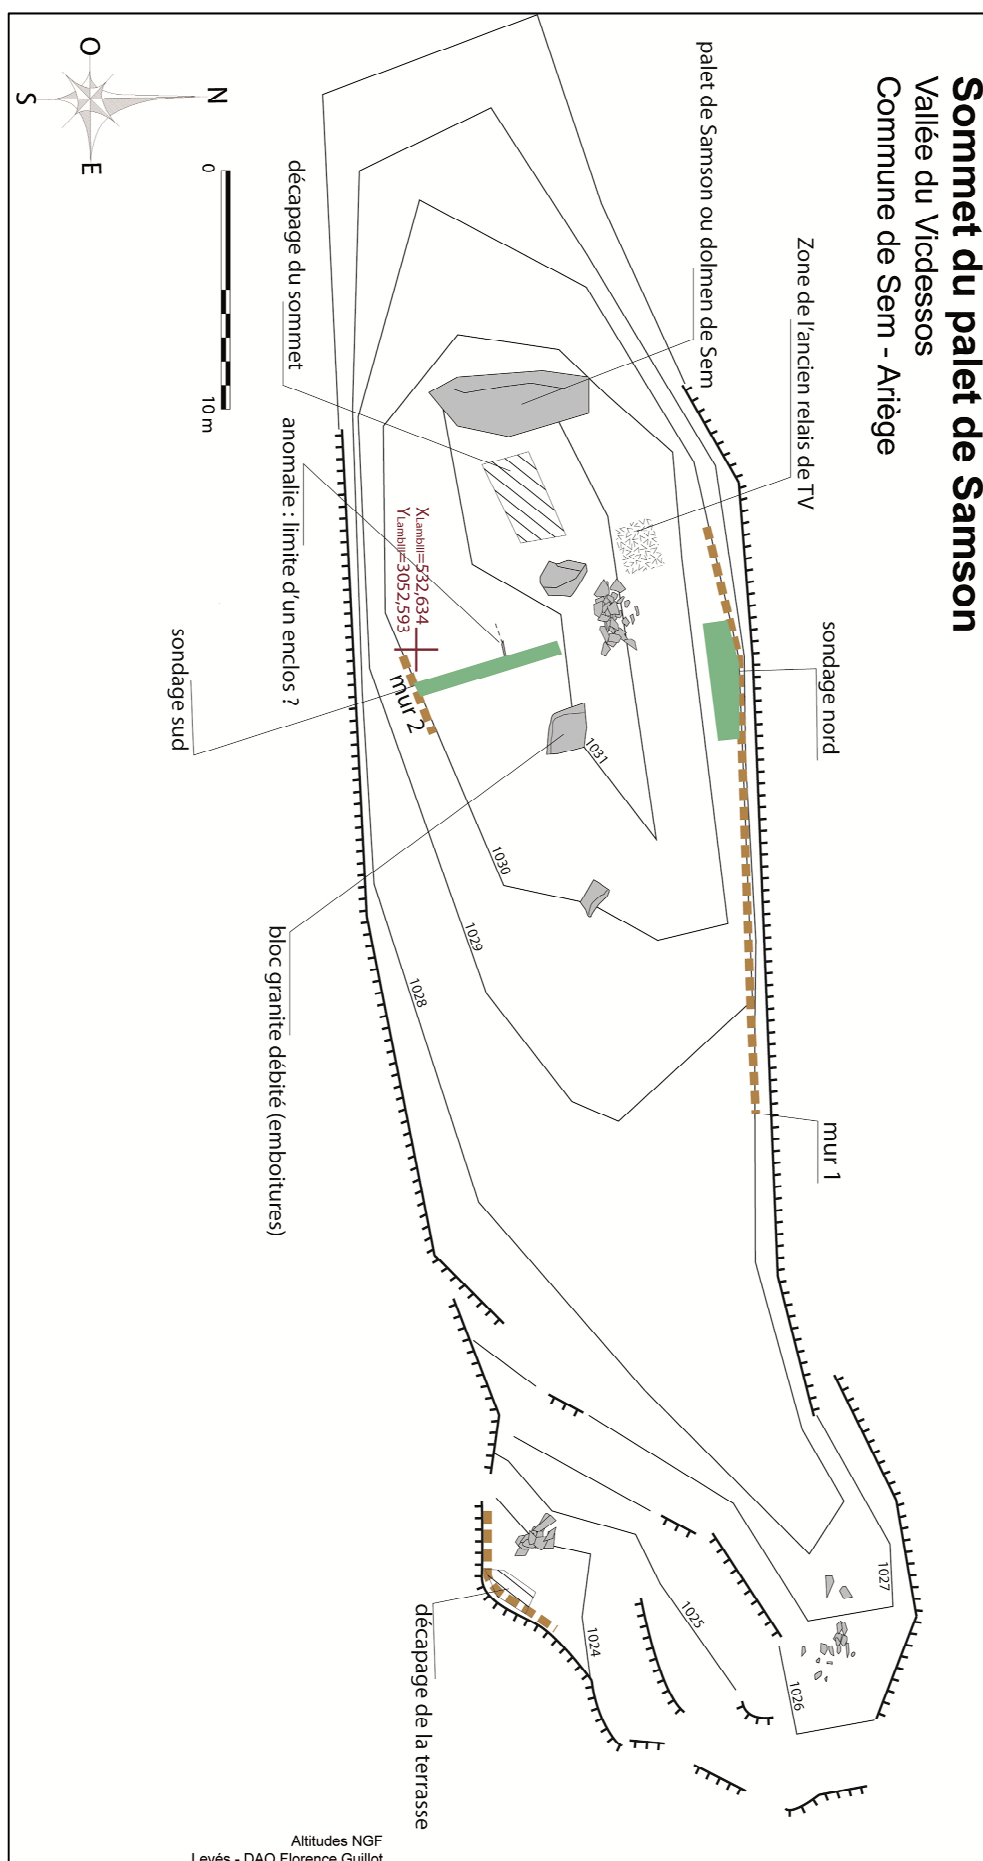 Sommet du palet de Samson
Vallée du Vicdessos
Commune de Sem - Ariège
O
N
S
E
0
10 m
palet de Samson ou dolmen de Sem
Zone de l'ancien relais de TV
sondage nord
mur 1
décapage du sommet
anomalie : limite d'un enclos ?
XLambIII=532,634
YLambIII=3052,593
mur 2
sondage sud
bloc granite débité (emboitures)
décapage de la terrasse
1031
1030
1029
1028
1027
1026
1025
1024
Altitudes NGF
Levés - DAO Florence Guillot